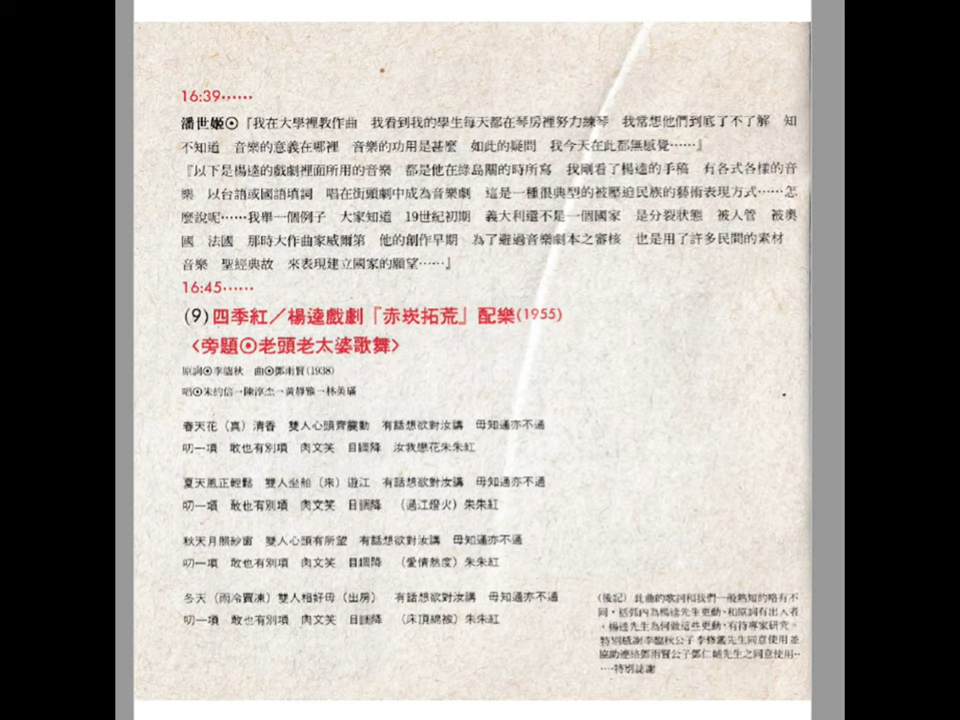 16:39⋯⋯
潘世姬⊙『我在大學裡教作曲　我看到我的學生每天都在琴房裡努力練琴　我常想他們到底了不了解　知
不知道　音樂的意義在哪裡　音樂的功用是甚麼　如此的疑問　我今天在此都無感覺⋯⋯』
『以下是楊逵的戲劇裡面所用的音樂　都是他在綠島關的時所寫　我剛看了楊逵的手稿　有各式各樣的音
樂　以台語或國語填詞　唱在街頭劇中成為音樂劇　這是一種很典型的被壓迫民族的藝術表現方式⋯⋯怎
麼說呢⋯⋯我舉一個例子　大家知道　19世紀初期　義大利還不是一個國家　是分裂狀態　被人管　被奧
國　法國　那時大作曲家威爾第　他的創作早期　為了避過音樂劇本之審核　也是用了許多民間的素材
音樂　聖經典故　來表現建立國家的願望⋯⋯』
16:45⋯⋯
(9)四季紅／楊逵戲劇『赤崁拓荒』配樂(1955)
〈旁題⊙老頭老太婆歌舞〉
原詞⊙李臨秋　曲⊙鄧雨賢(1938)
唱⊙朱約信→陳淳杰→黃靜雅→林美瑤
春天花（真）清香　雙人心頭齊震動　有話想欲對汝講　毋知通亦不通
叨一項　敢也有別項　肉文笑　目調降　汝我戀花朱朱紅
夏天風正輕鬆　雙人坐船（來）遊江　有話想欲對汝講　毋知通亦不通
叨一項　敢也有別項　肉文笑　目調降　（過江燈火）朱朱紅
秋天月照紗窗　雙人心頭有所望　有話想欲對汝講　毋知通亦不通
叨一項　敢也有別項　肉文笑　目調降　（愛情熱度）朱朱紅
冬天（雨冷實凍）雙人相好毋（出房）　有話想欲對汝講　毋知通亦不通
叨一項　敢也有別項　肉文笑　目調降　（床頂綿被）朱朱紅
（後記）此曲的歌詞和我們一般熟知的略有不
同，括弧內為楊逵先生更動、和原詞有出入者
，楊逵先生為何做這些更動，有待專家研究。
特別感謝李臨秋公子李修鑑先生同意使用並
協助連絡鄧雨賢公子鄧仁輔先生之同意使用⋯
⋯特別誌謝